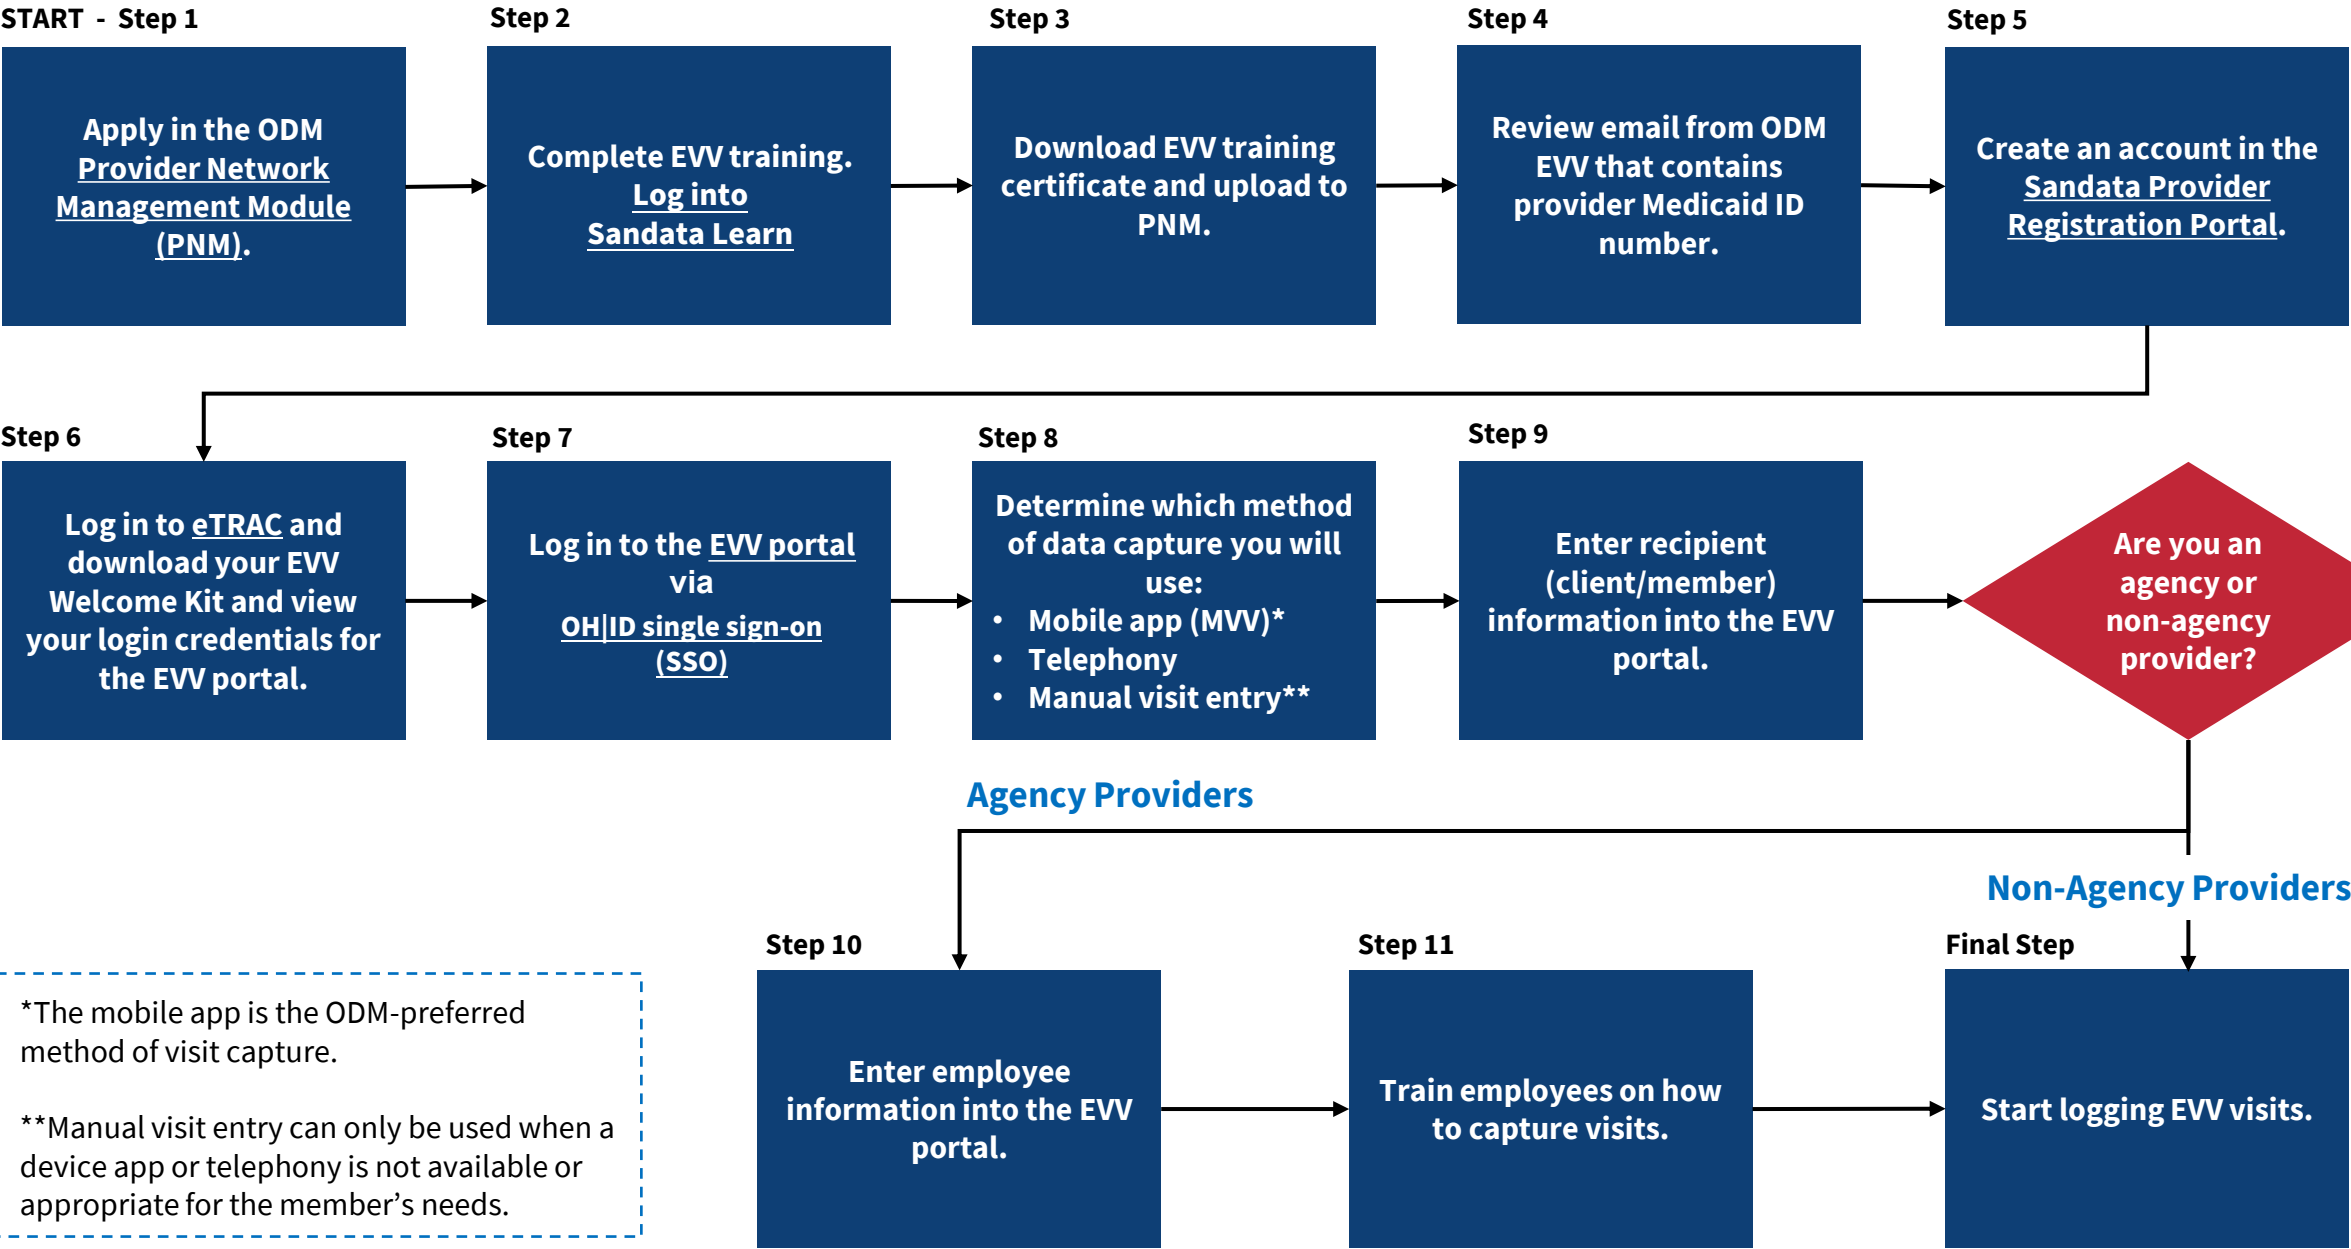 START - Step 1
Apply in the ODM
Provider Network
Management Module
(PNM).
Step 2
Complete EVV training.
Log into
Sandata Learn
Step 3
Download EVV training
certificate and upload to
PNM.
Step 4
Review email from ODM
EVV that contains
provider Medicaid ID
number.
Step 5
Create an account in the
Sandata Provider
Registration Portal.
Step 6
Log in to eTRAC and
download your EVV
Welcome Kit and view
your login credentials for
the EVV portal.
Step 7
Log in to the EVV portal
via
OH|ID single sign-on
(SSO)
Step 8
Determine which method
of data capture you will
use:
• Mobile app (MVV)*
• Telephony
• Manual visit entry**
Step 9
Enter recipient
(client/member)
information into the EVV
portal.
Are you an
agency or
non-agency
provider?
Agency Providers
Non-Agency Providers
Step 10
Enter employee
information into the EVV
portal.
Step 11
Train employees on how
to capture visits.
Final Step
Start logging EVV visits.
*The mobile app is the ODM-preferred
method of visit capture.
**Manual visit entry can only be used when a
device app or telephony is not available or
appropriate for the member’s needs.